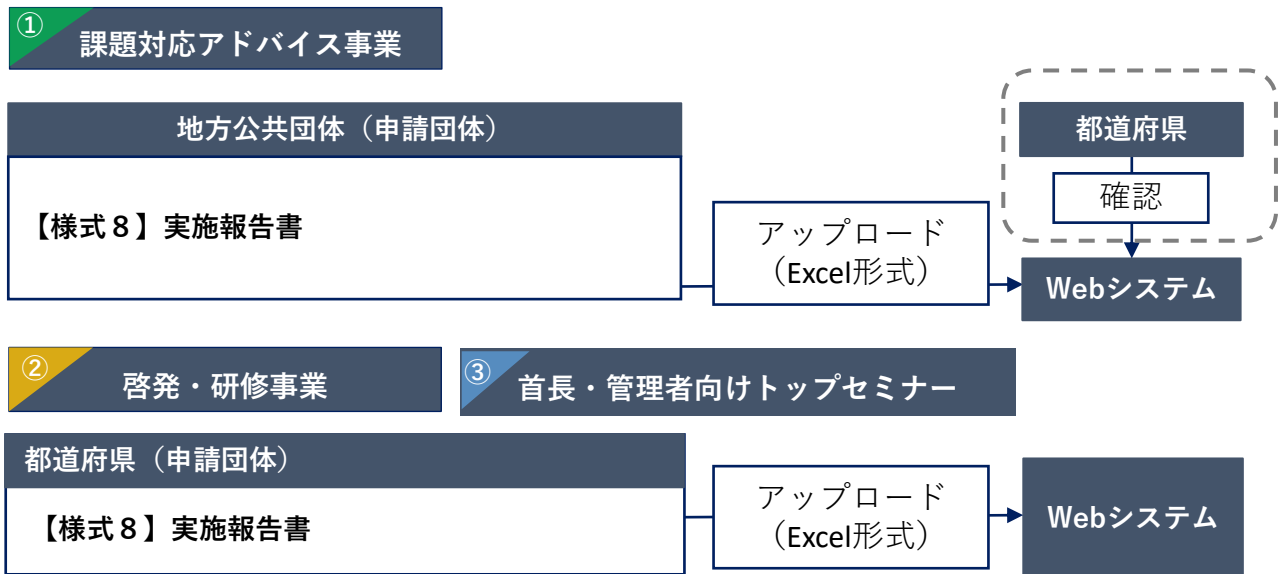 ①
課題対応アドバイス事業
地方公共団体（申請団体）
【様式８】実施報告書
アップロード
（Excel形式）
都道府県
確認
Webシステム
②
啓発・研修事業
③
首長・管理者向けトップセミナー
都道府県（申請団体）
【様式８】実施報告書
アップロード
（Excel形式）
Webシステム